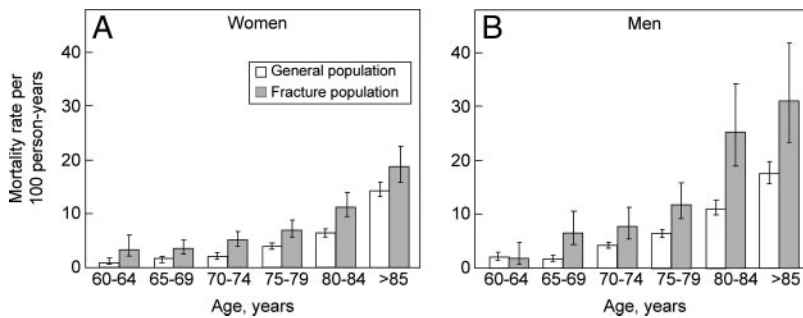 A
Women
B
Men
Mortality rate per
100 person-years
40
30
20
10
0
General population
Fracture population
60-64 65-69 70-74 75-79 80-84 >85
Age, years
40
30
20
10
0
60-64 65-69 70-74 75-79 80-84 >85
Age, years